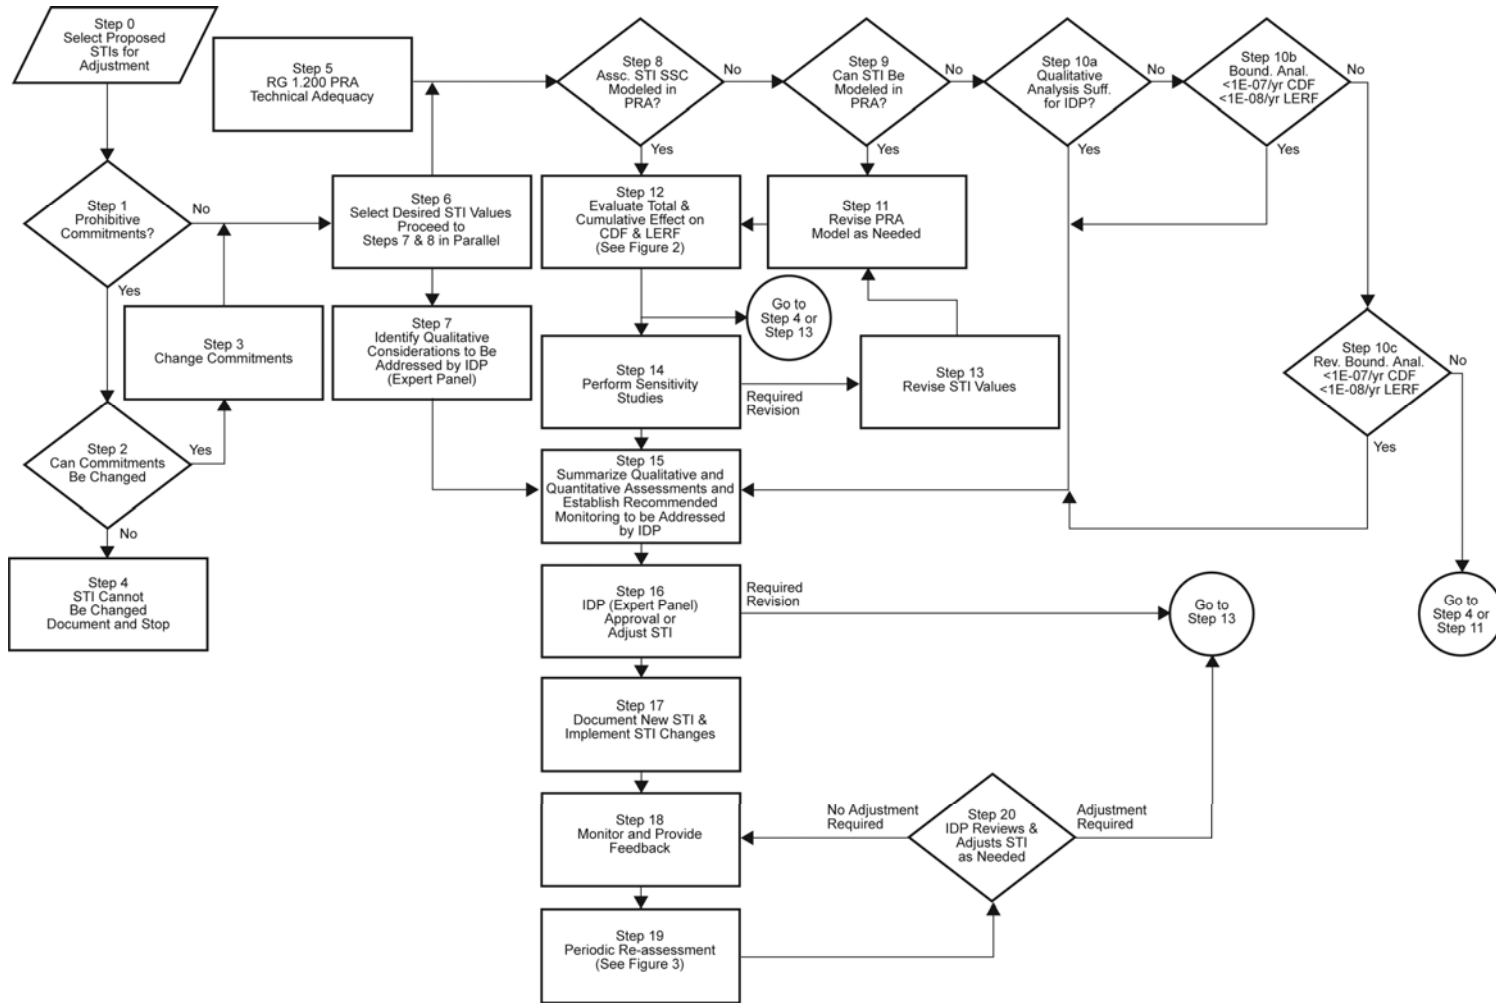 Step 0
Select Proposed
STIs for
Adjustment
Step 5
RG 1.200 PRA
Technical Adequacy
Step 8
Assc. STI SSC
Modeled in
PRA?
No
Yes
Step 9
Can STI Be
Modeled in
PRA?
No
Yes
Step 10a
Qualitative
Analysis Suff.
for IDP?
No
Yes
Step 10b
Bound. Anal.
<1E-07/yr CDF
<1E-08/yr LERF
No
Yes
Step 1
Prohibitive
Commitments?
No
Yes
Step 6
Select Desired STI Values
Proceed to
Steps 7 & 8 in Parallel
Step 12
Evaluate Total &
Cumulative Effect on
CDF & LERF
(See Figure 2)
Step 11
Revise PRA
Model as Needed
Go to
Step 4 or
Step 13
Step 3
Change Commitments
Step 7
Identify Qualitative
Considerations to Be
Addressed by IDP
(Expert Panel)
Step 14
Perform Sensitivity
Studies
Required
Revision
Step 13
Revise STI Values
Step 10c
Rev. Bound. Anal.
<1E-07/yr CDF
<1E-08/yr LERF
No
Yes
Step 2
Can Commitments
Be Changed
Yes
No
Step 15
Summarize Qualitative and
Quantitative Assessments and
Establish Recommended
Monitoring to be Addressed
by IDP
Step 4
STI Cannot
Be Changed
Document and Stop
Step 16
IDP (Expert Panel)
Approval or
Adjust STI
Required
Revision
Go to
Step 13
Go to
Step 4 or
Step 11
Step 17
Document New STI &
Implement STI Changes
Step 18
Monitor and Provide
Feedback
No Adjustment
Required
Step 20
IDP Reviews &
Adjusts STI
as Needed
Adjustment
Required
Step 19
Periodic Re-assessment
(See Figure 3)